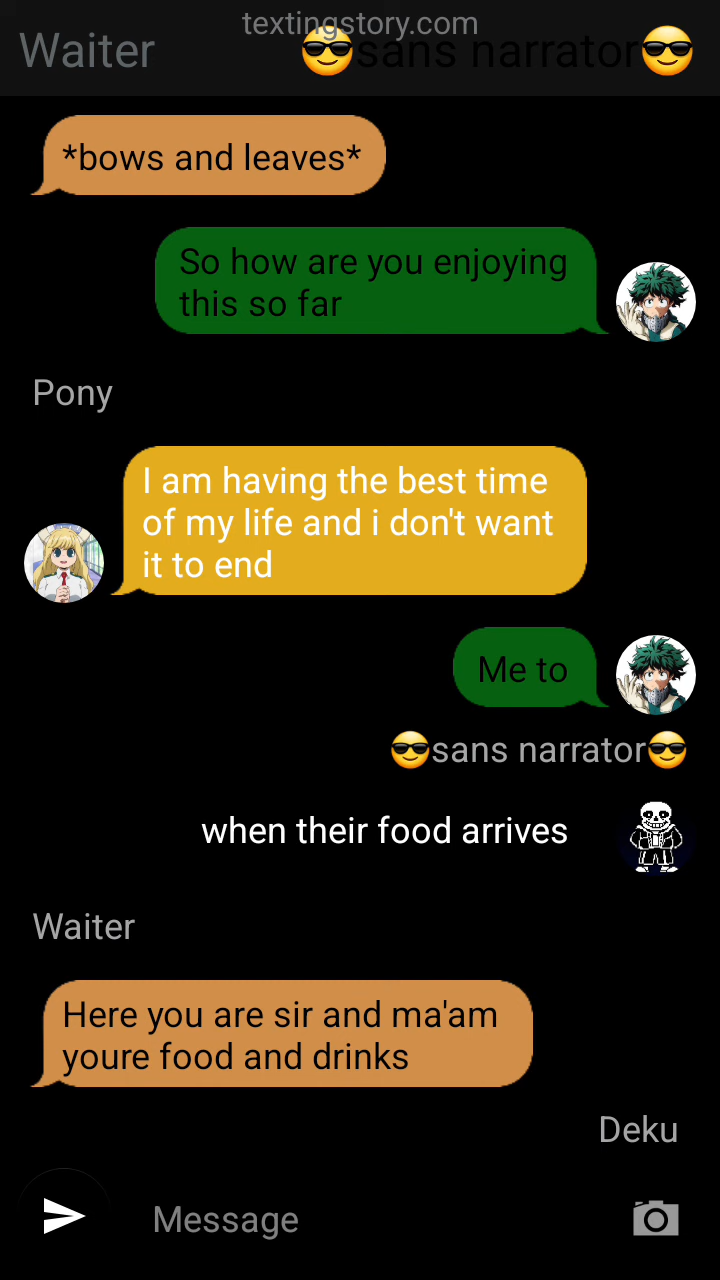 textingstory.com
Waiter
😎sans narrator😎
*bows and leaves*
So how are you enjoying
this so far
Pony
I am having the best time
of my life and i don't want
it to end
Me to
😎sans narrator😎
when their food arrives
Waiter
Here you are sir and ma'am
youre food and drinks
Deku
Message